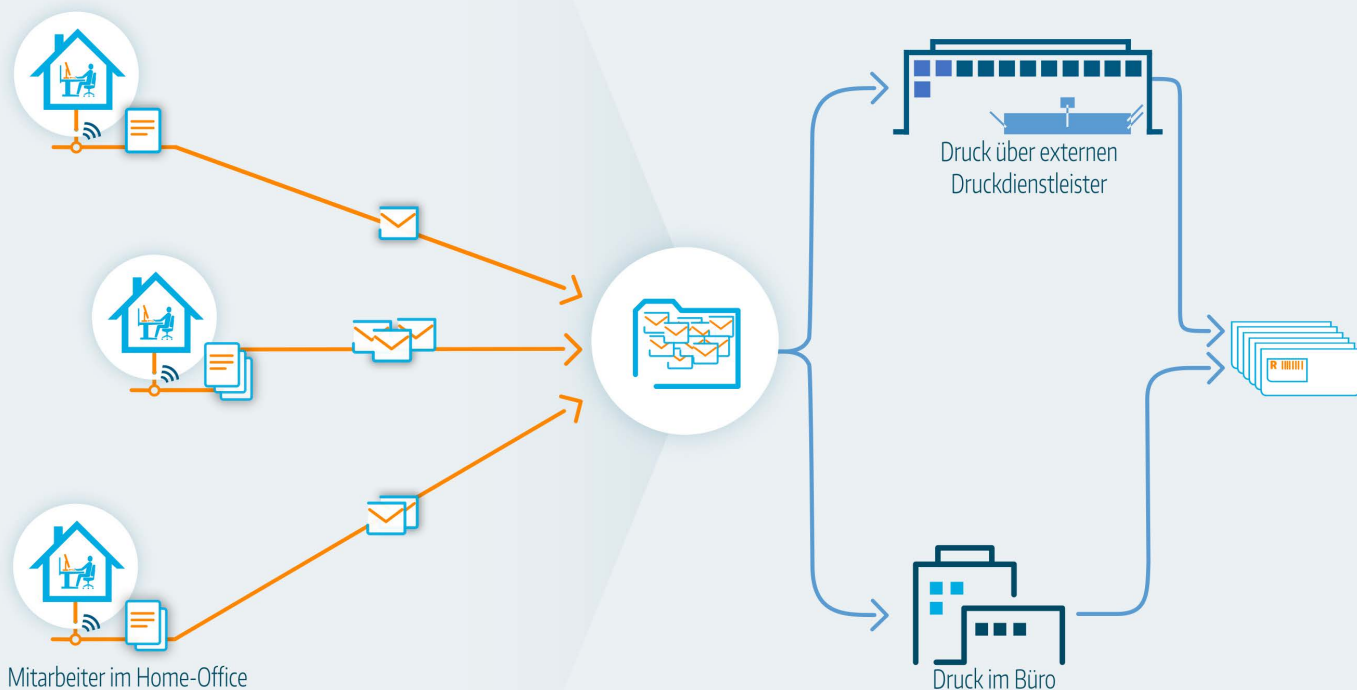 Druck über externen
Druckdienstleister
R
Mitarbeiter im Home-Office
Druck im Büro